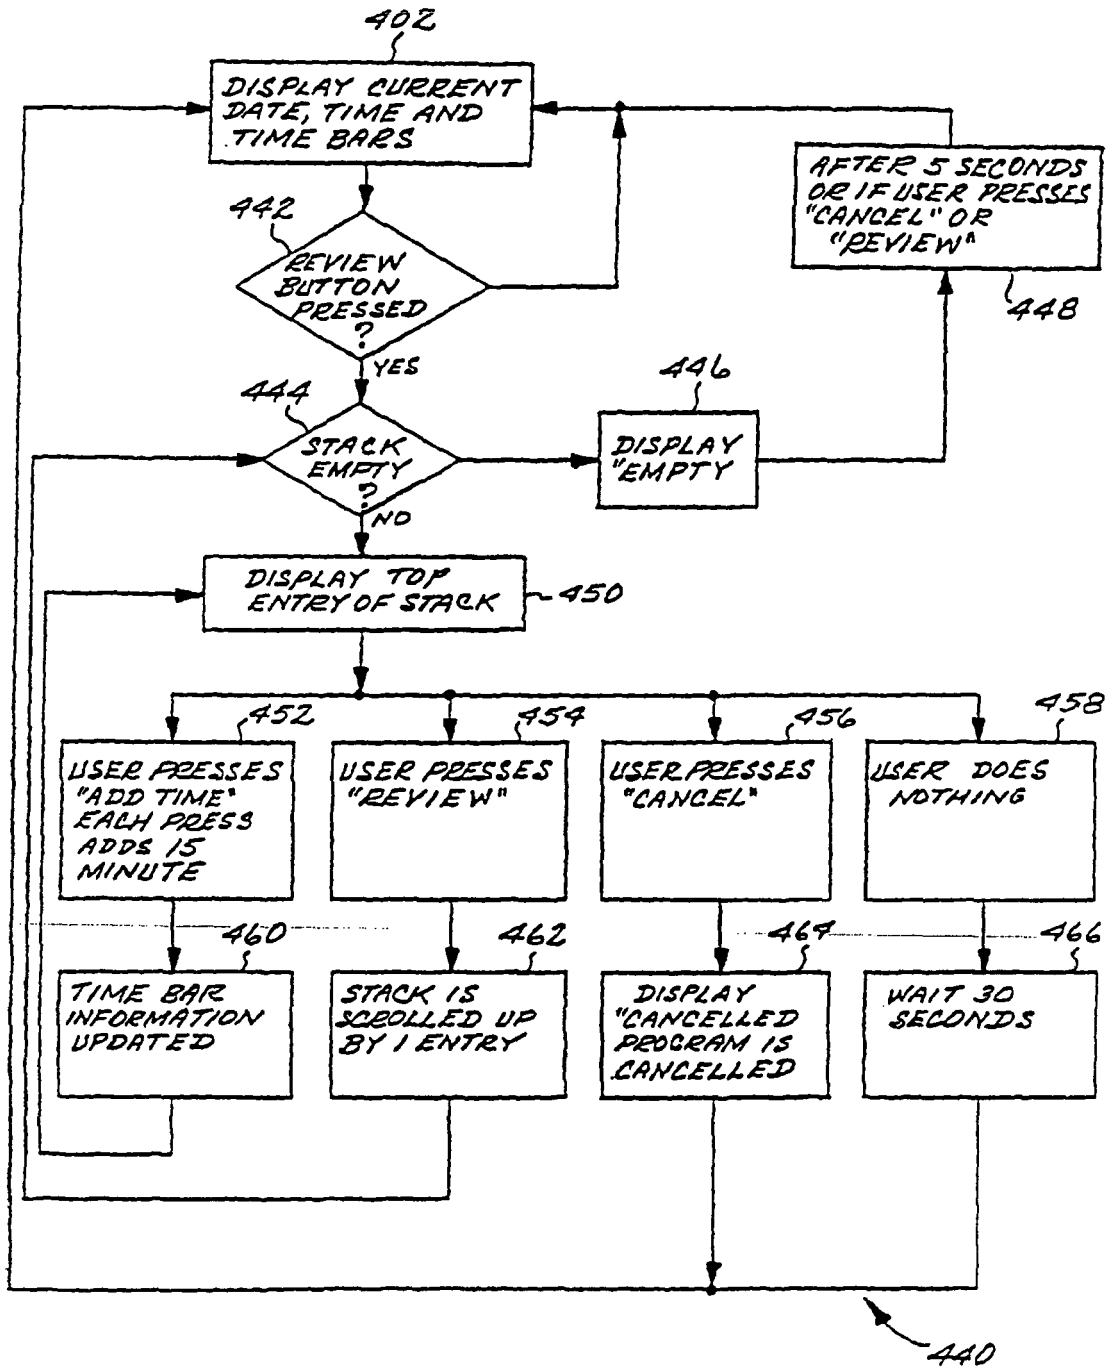 402
DISPLAY CURRENT
DATE, TIME AND
TIME BARS
442
REVIEW
BUTTON
PRESSED
?
YES
AFTER 5 SECONDS
OR IF USER PRESSES
"CANCEL" OR
"REVIEW"
448
444
STACK
EMPTY
?
NO
446
DISPLAY
"EMPTY
DISPLAY TOP
ENTRY OF STACK
450
452
USER PRESSES
"ADD TIME"
EACH PRESS
ADDS 15
MINUTE
454
USER PRESSES
"REVIEW"
456
USER PRESSES
"CANCEL"
458
USER DOES
NOTHING
460
TIME BAR
INFORMATION
UPDATED
462
STACK IS
SCROLLED UP
BY 1 ENTRY
464
DISPLAY
"CANCELLED
PROGRAM IS
CANCELLED
466
WAIT 30
SECONDS
440